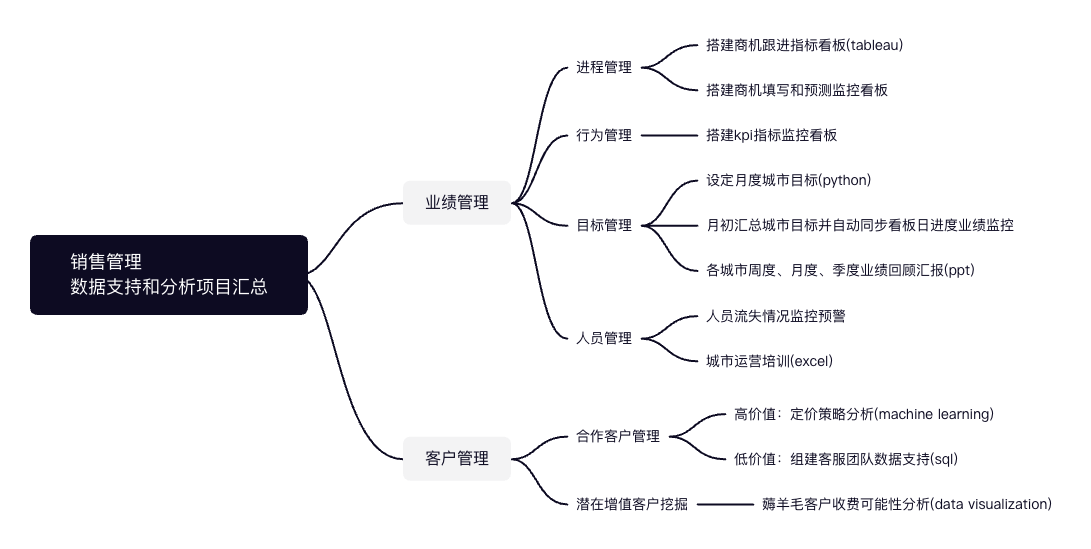 销售管理
数据支持和分析项目汇总
业绩管理
进程管理
搭建商机跟进指标看板(tableau)
搭建商机填写和预测监控看板
行为管理
搭建kpi指标监控看板
目标管理
设定月度城市目标(python)
月初汇总城市目标并自动同步看板日进度业绩监控
各城市周度、月度、季度业绩回顾汇报(ppt)
人员管理
人员流失情况监控预警
城市运营培训(excel)
客户管理
合作客户管理
高价值：定价策略分析(machine learning)
低价值：组建客服团队数据支持(sql)
潜在增值客户挖掘
薅羊毛客户收费可能性分析(data visualization)